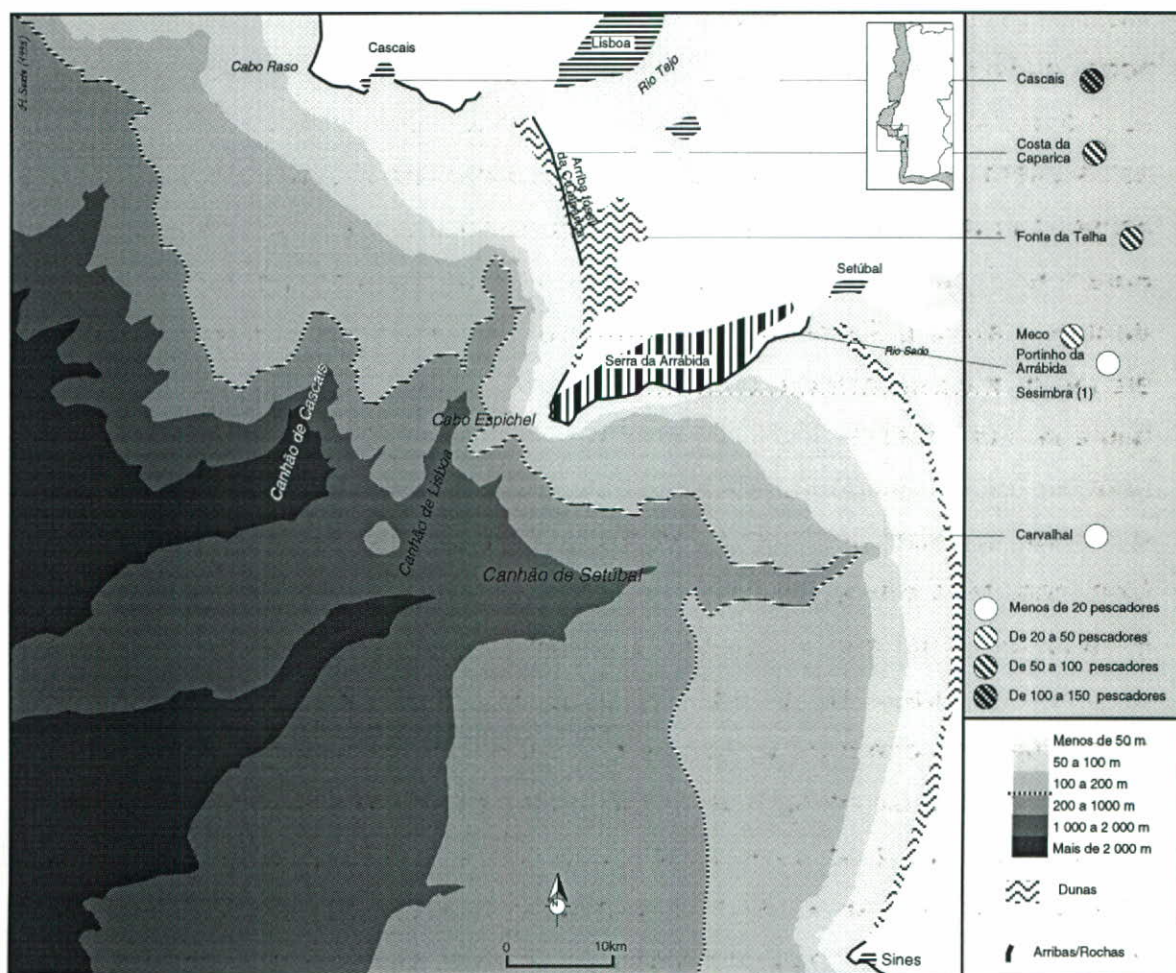 Cascais
Lisboa
Cabo Raso
Rio Tejo
Cascais
Costa da
Caparica
Arriba fóssil
Fonte da Telha
Setúbal
Meco
Portinho da
Arrábida
Serra da Arrábida
Rio Sado
Sesimbra (1)
Canhão de Cascais
Cabo Espichel
Canhão de Lisboa
Canhão de Setúbal
Carvalhal
Menos de 20 pescadores
De 20 a 50 pescadores
De 50 a 100 pescadores
De 100 a 150 pescadores
Menos de 50 m
50 a 100 m
100 a 200 m
200 a 1000 m
1 000 a 2 000 m
Mais de 2 000 m
Dunas
N
0 10km
Arribas/Rochas
Sines